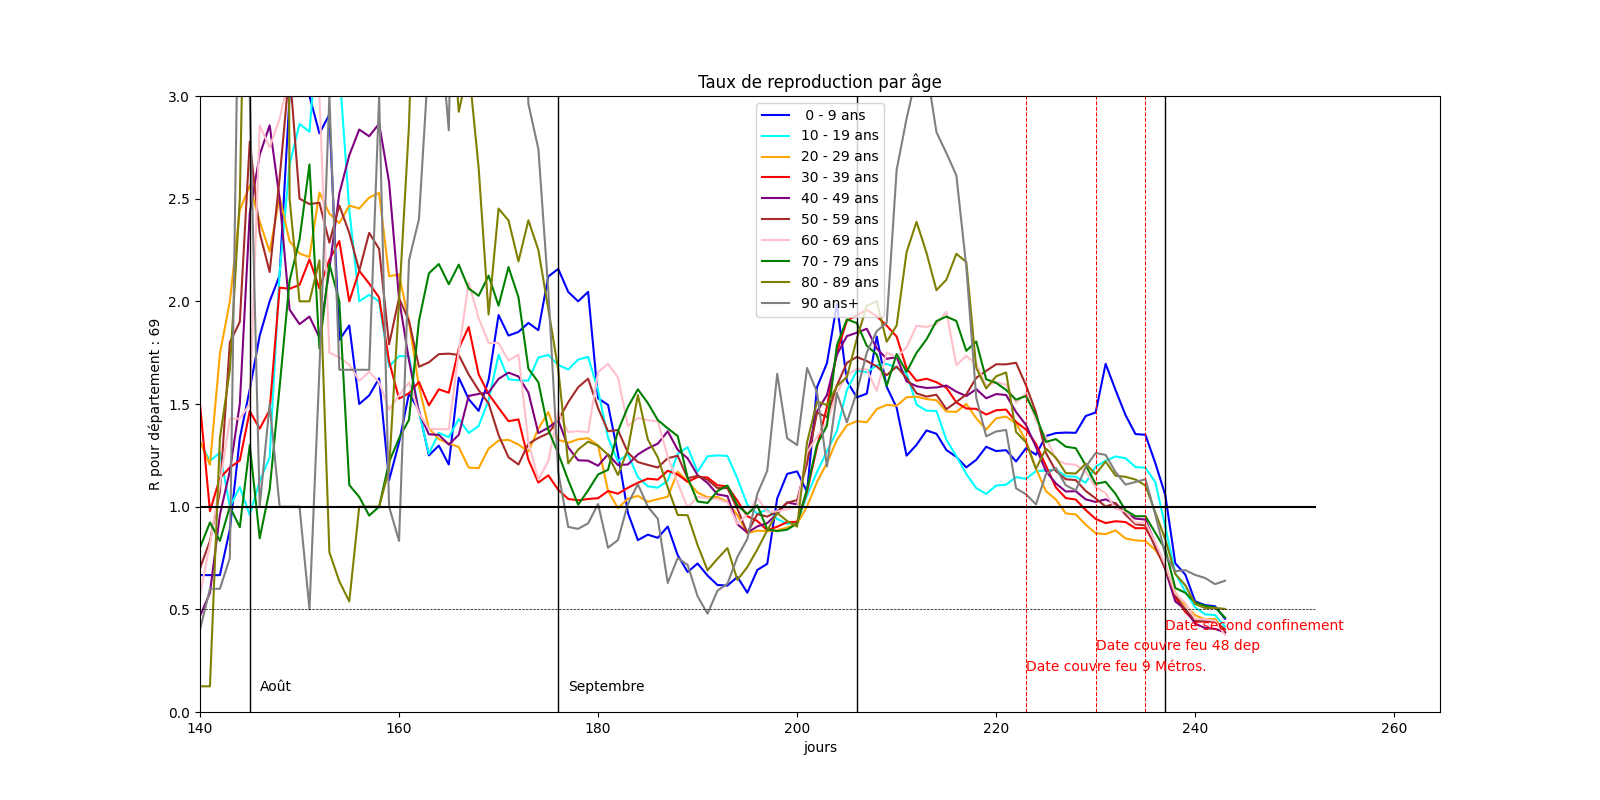 Taux de reproduction par âge
R pour département : 69
3.0
2.5
2.0
1.5
1.0
0.5
0.0
0 - 9 ans
10 - 19 ans
20 - 29 ans
30 - 39 ans
40 - 49 ans
50 - 59 ans
60 - 69 ans
70 - 79 ans
80 - 89 ans
90 ans+
Date second confinement
Date couvre feu 48 dep
Date couvre feu 9 Métros.
Août
Septembre
140
160
180
200
220
240
260
jours